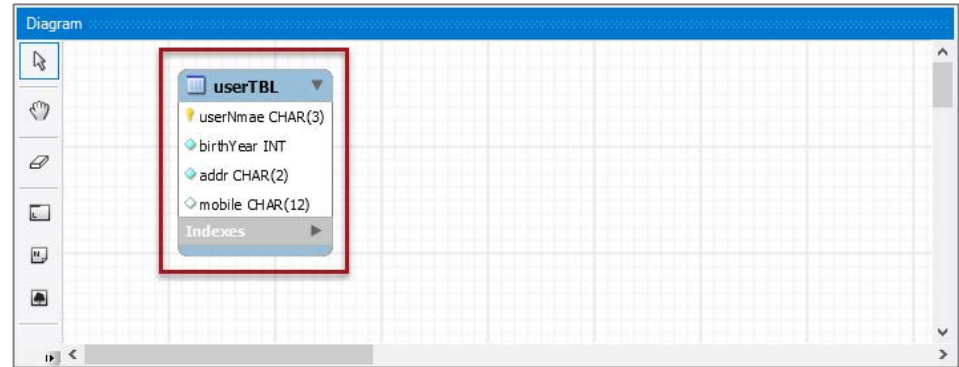 Diagram
userTBL
userNmae CHAR(3)
birthYear INT
addr CHAR(2)
mobile CHAR(12)
Indexes